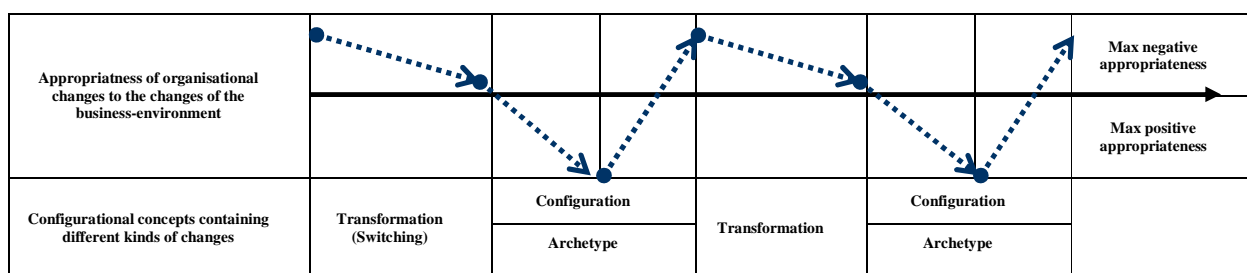 Appropriatness of organisational
changes to the changes of the
business-environment
Max negative
appropriateness
Max positive
appropriateness
Configurational concepts containing
different kinds of changes
Transformation
(Switching)
Configuration
Archetype
Transformation
Configuration
Archetype